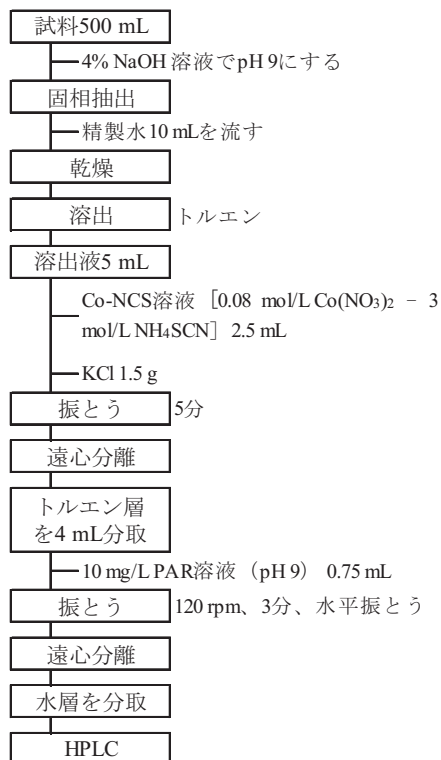 試料500 mL
4% NaOH 溶液でpH 9にする
固相抽出
精製水10 mLを流す
乾燥
溶出 トルエン
溶出液5 mL
Co-NCS溶液［0.08 mol/L Co(NO₃)₂ － 3
mol/L NH₄SCN］ 2.5 mL
KCl 1.5 g
振とう 5分
遠心分離
トルエン層
を4 mL分取
10 mg/L PAR溶液（pH 9） 0.75 mL
振とう 120 rpm、3分、水平振とう
遠心分離
水層を分取
HPLC